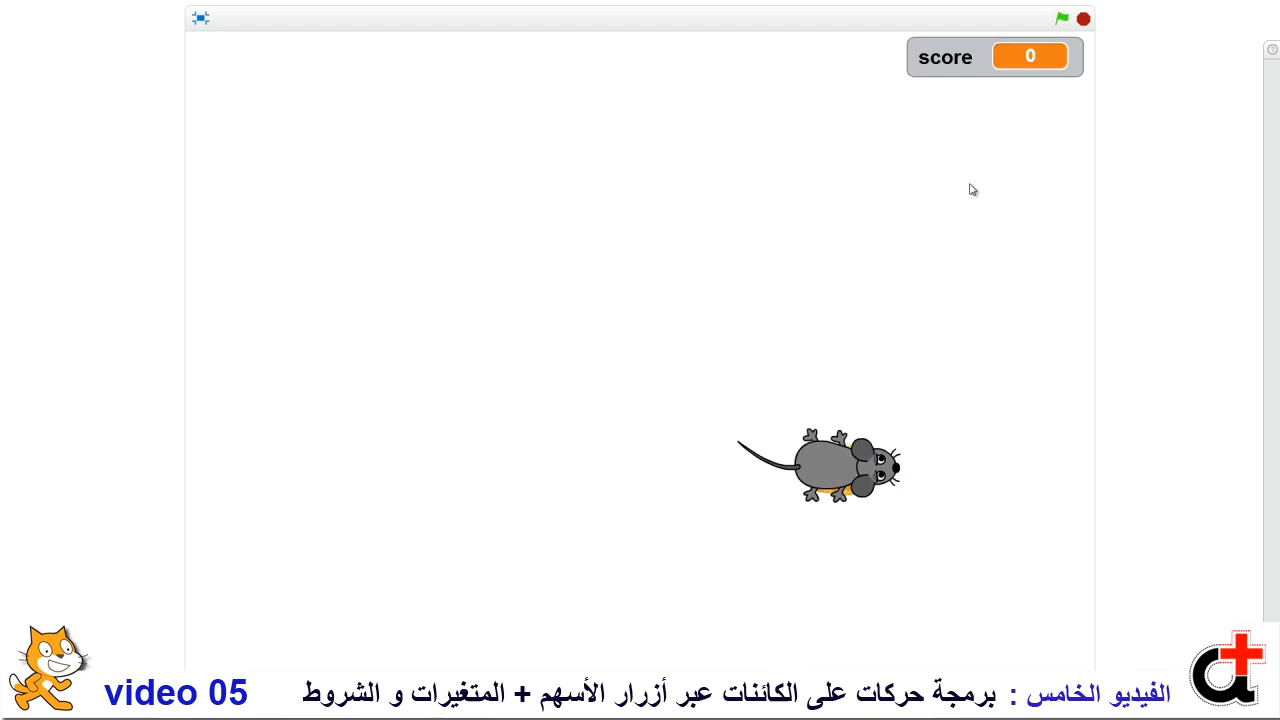 score 0
video 05 الفيديو الخامس : برمجة حركات على الكائنات عبر أزرار الأسهم + المتغيرات و الشروط